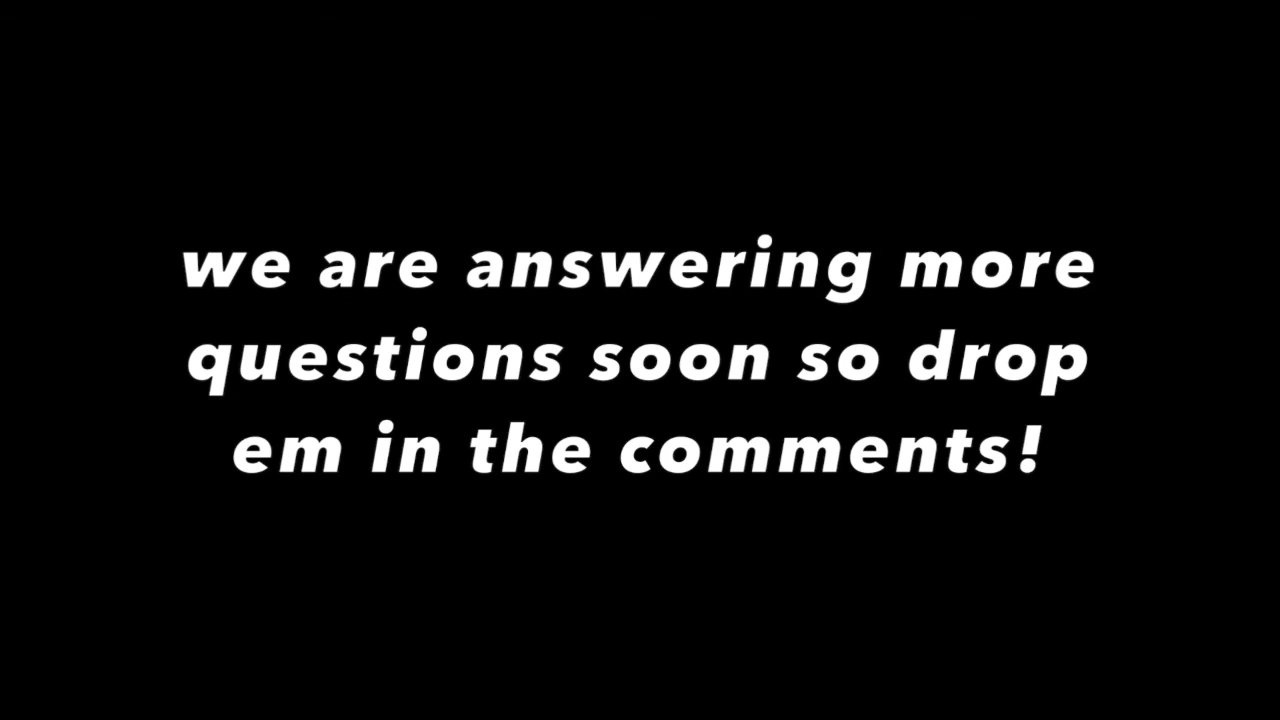 we are answering more
questions soon so drop
em in the comments!